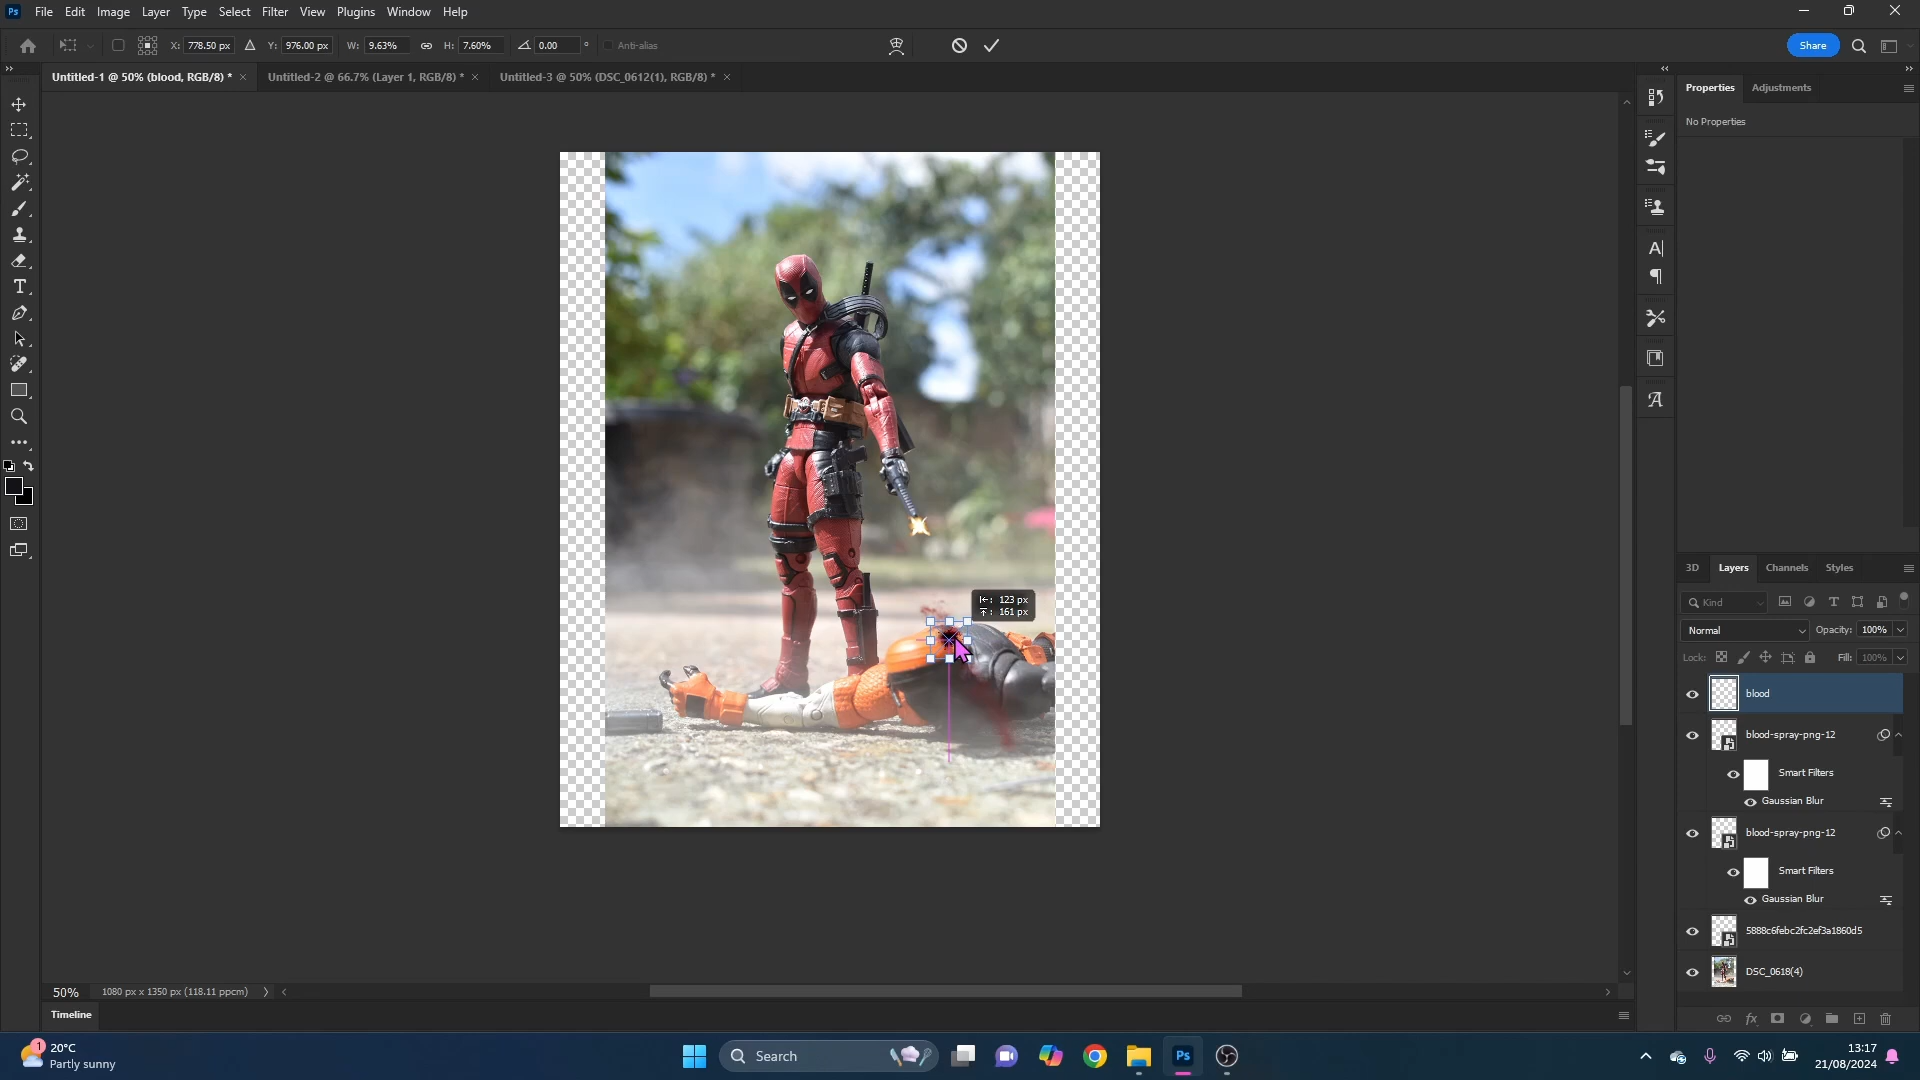 Ps File Edit Image Layer Type Select Filter View Plugins Window Help
X: 778.50 px Y: 976.00 px W: 9.63% H: 7.60% 0.00 ° Anti-alias Share
Untitled-1 @ 50% (blood, RGB/8) * × Untitled-2 @ 66.7% (Layer 1, RGB/8) * × Untitled-3 @ 50% (DSC_0612(1), RGB/8) * ×
Properties Adjustments
No Properties
3D Layers Channels Styles
Kind
Normal Opacity: 100%
Lock: Fill: 100%
123 px
161 px
blood
blood-spray-png-12
Smart Filters
Gaussian Blur
blood-spray-png-12
Smart Filters
Gaussian Blur
5888c6febc2fc2ef3a1860d5
DSC_0618(4)
50% 1080 px x 1350 px (118.11 ppcm)
Timeline
1
20°C
Partly sunny
Search
Ps
13:17
21/08/2024